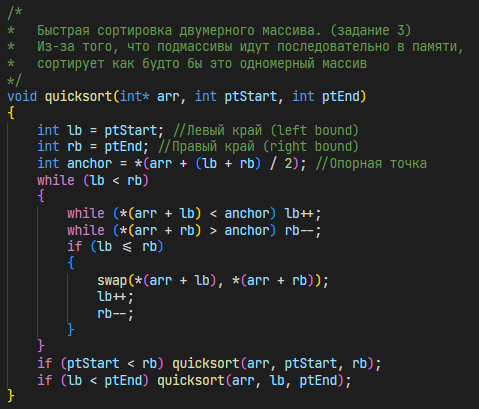 /*
*   Быстрая сортировка двумерного массива. (задание 3)
*   Из-за того, что подмассивы идут последовательно в памяти,
*   сортирует как будто бы это одномерный массив
*/
void quicksort(int* arr, int ptStart, int ptEnd)
{
    int lb = ptStart; //Левый край (left bound)
    int rb = ptEnd; //Правый край (right bound)
    int anchor = *(arr + (lb + rb) / 2); //Опорная точка
    while (lb < rb)
    {
        while (*(arr + lb) < anchor) lb++;
        while (*(arr + rb) > anchor) rb--;
        if (lb <= rb)
        {
            swap(*(arr + lb), *(arr + rb));
            lb++;
            rb--;
        }
    }
    if (ptStart < rb) quicksort(arr, ptStart, rb);
    if (lb < ptEnd) quicksort(arr, lb, ptEnd);
}